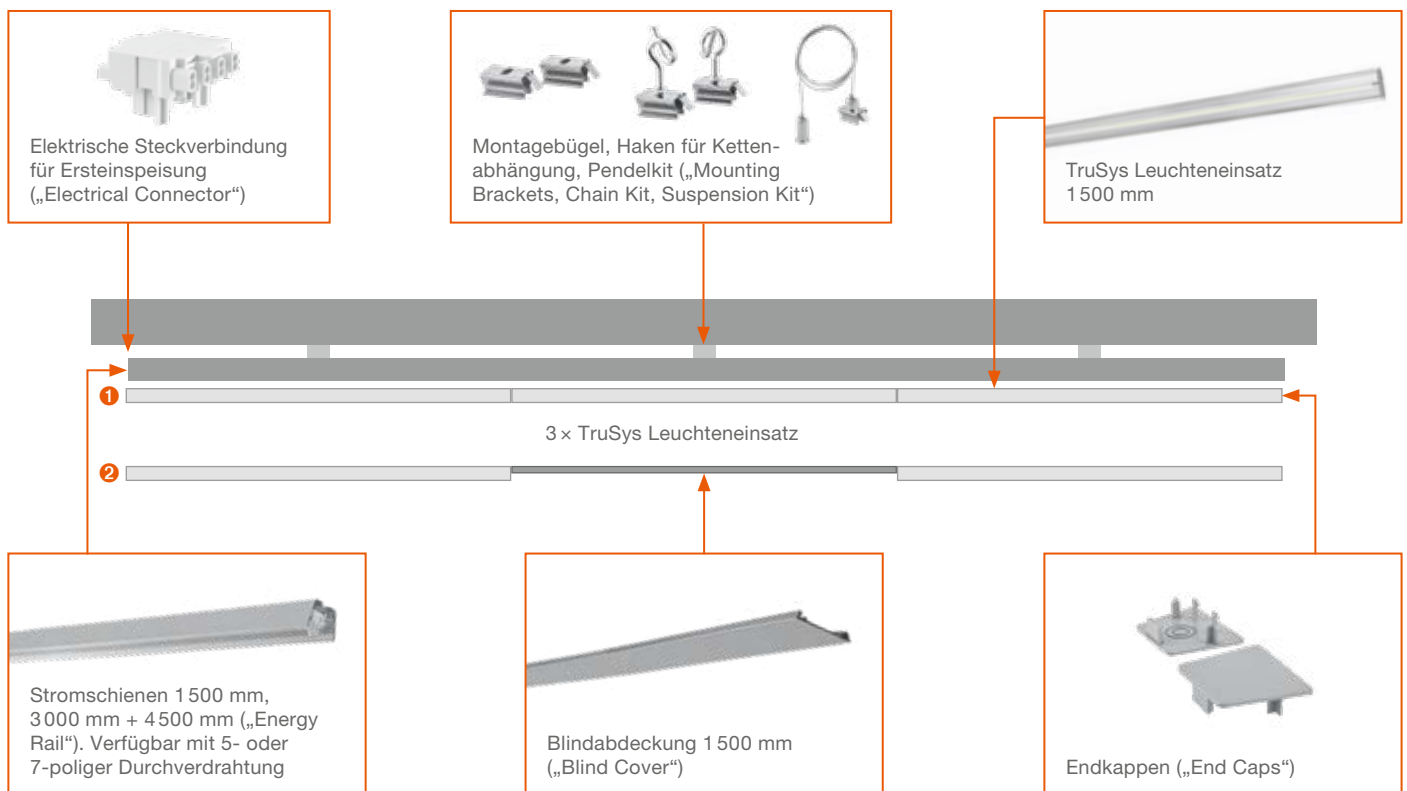 Elektrische Steckverbindung
für Ersteinspeisung
(„Electrical Connector“)
Montagebügel, Haken für Ketten-
abhängung, Pendelkit („Mounting
Brackets, Chain Kit, Suspension Kit“)
TruSys Leuchteneinsatz
1500 mm
1
3 × TruSys Leuchteneinsatz
2
Stromschienen 1500 mm,
3000 mm + 4500 mm („Energy
Rail“). Verfügbar mit 5- oder
7-poliger Durchverdrahtung
Blindabdeckung 1500 mm
(„Blind Cover“)
Endkappen („End Caps“)